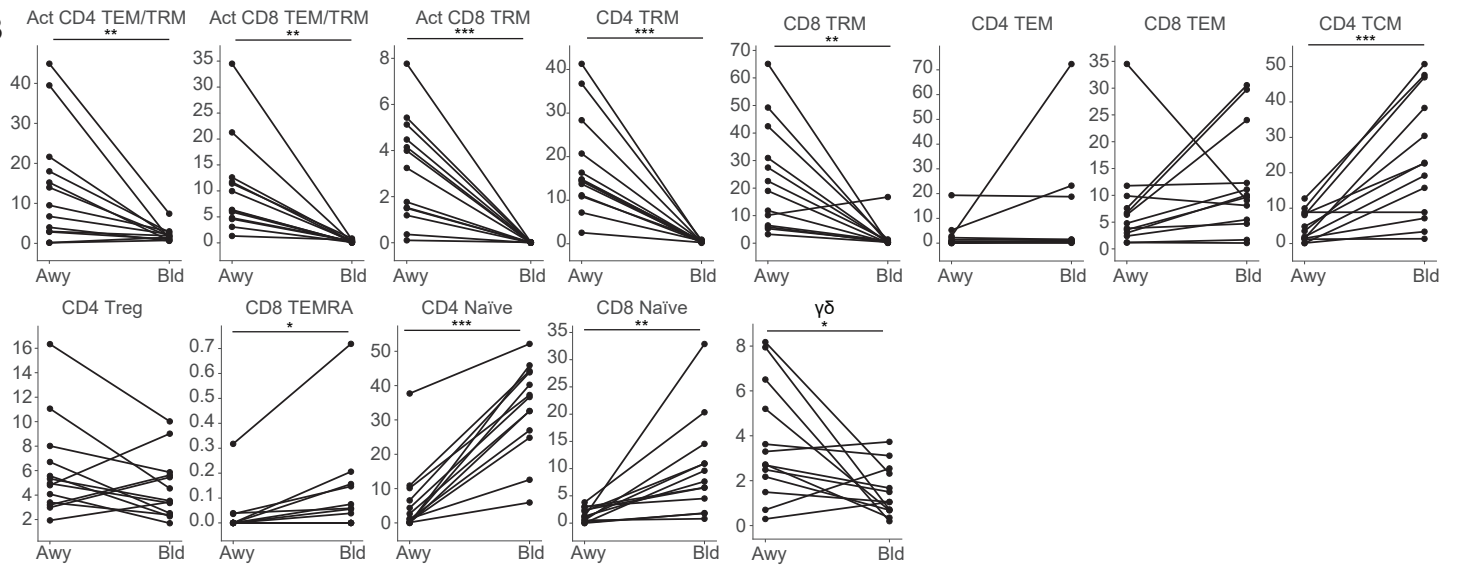 Act CD4 TEM/TRM Act CD8 TEM/TRM Act CD8 TRM CD4 TRM CD8 TRM CD4 TEM CD8 TEM CD4 TCM
** ** *** *** ** ***
40 30 20 10 0
35 30 25 20 15 10 5 0
8 6 4 2 0
40 30 20 10 0
70 60 50 40 30 20 10 0
70 60 50 40 30 20 10 0
35 30 25 20 15 10 5 0
50 40 30 20 10 0
Awy Bld Awy Bld Awy Bld Awy Bld Awy Bld Awy Bld Awy Bld Awy Bld
CD4 Treg CD8 TEMRA CD4 Naïve CD8 Naïve γδ
* *** ** *
16 14 12 10 8 6 4 2
0.7 0.6 0.5 0.4 0.3 0.2 0.1 0.0
50 40 30 20 10 0
35 30 25 20 15 10 5 0
8 6 4 2 0
Awy Bld Awy Bld Awy Bld Awy Bld Awy Bld